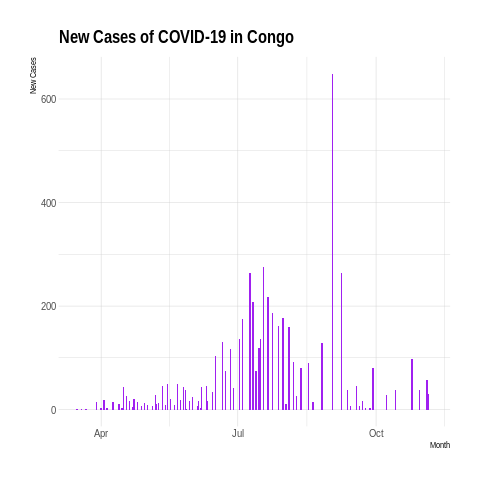 New Cases of COVID-19 in Congo
New Cases
600
400
200
0
Apr
Jul
Oct
Month